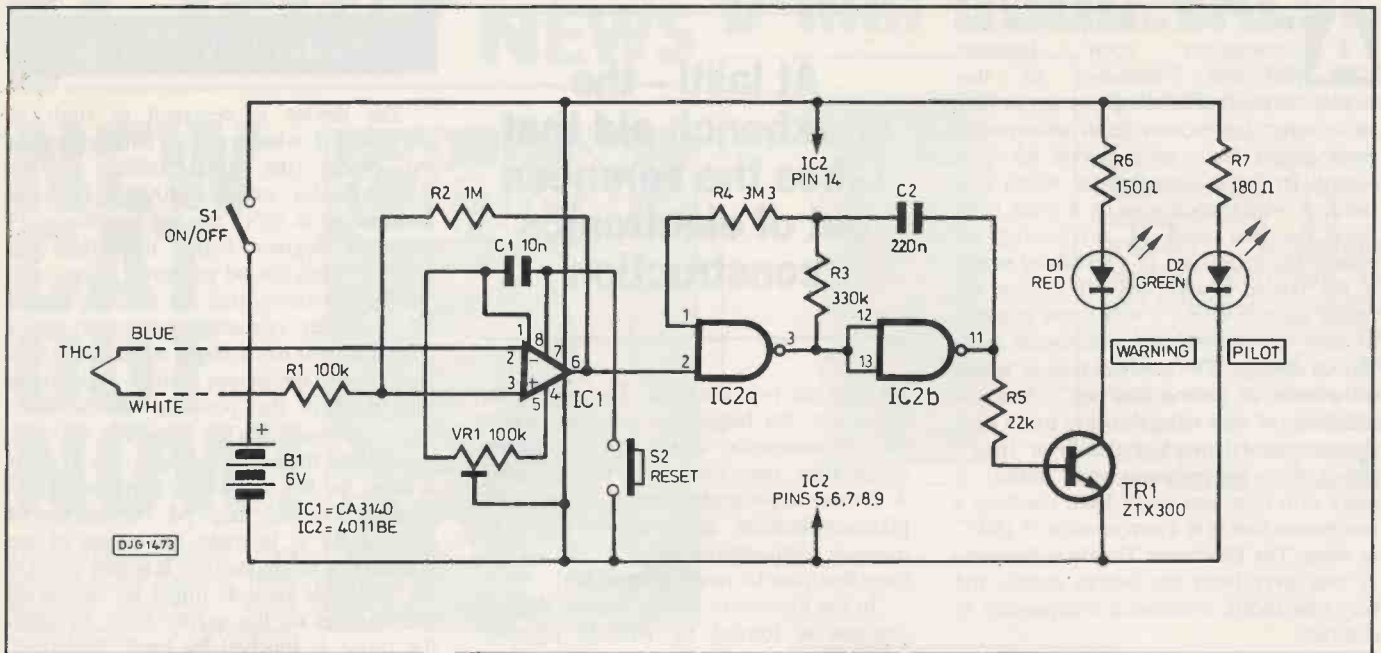 IC2
PIN 14
R6
150Ω
R7
180Ω
R2 1M
R4 3M3
C2
220n
S1
ON/OFF
C1 10n
R3
330k
D1
RED
D2
GREEN
1
8
7
BLUE
2
6
THC1
3
4
5
IC1
WHITE
R1 100k
1
2
3
IC2a
12
13
11
IC2b
WARNING
PILOT
R5
22k
VR1 100k
S2
RESET
+
B1
6V
IC1=CA3140
IC2=4011BE
IC2
PINS 5,6,7,8,9
TR1
ZTX300
DJG1473